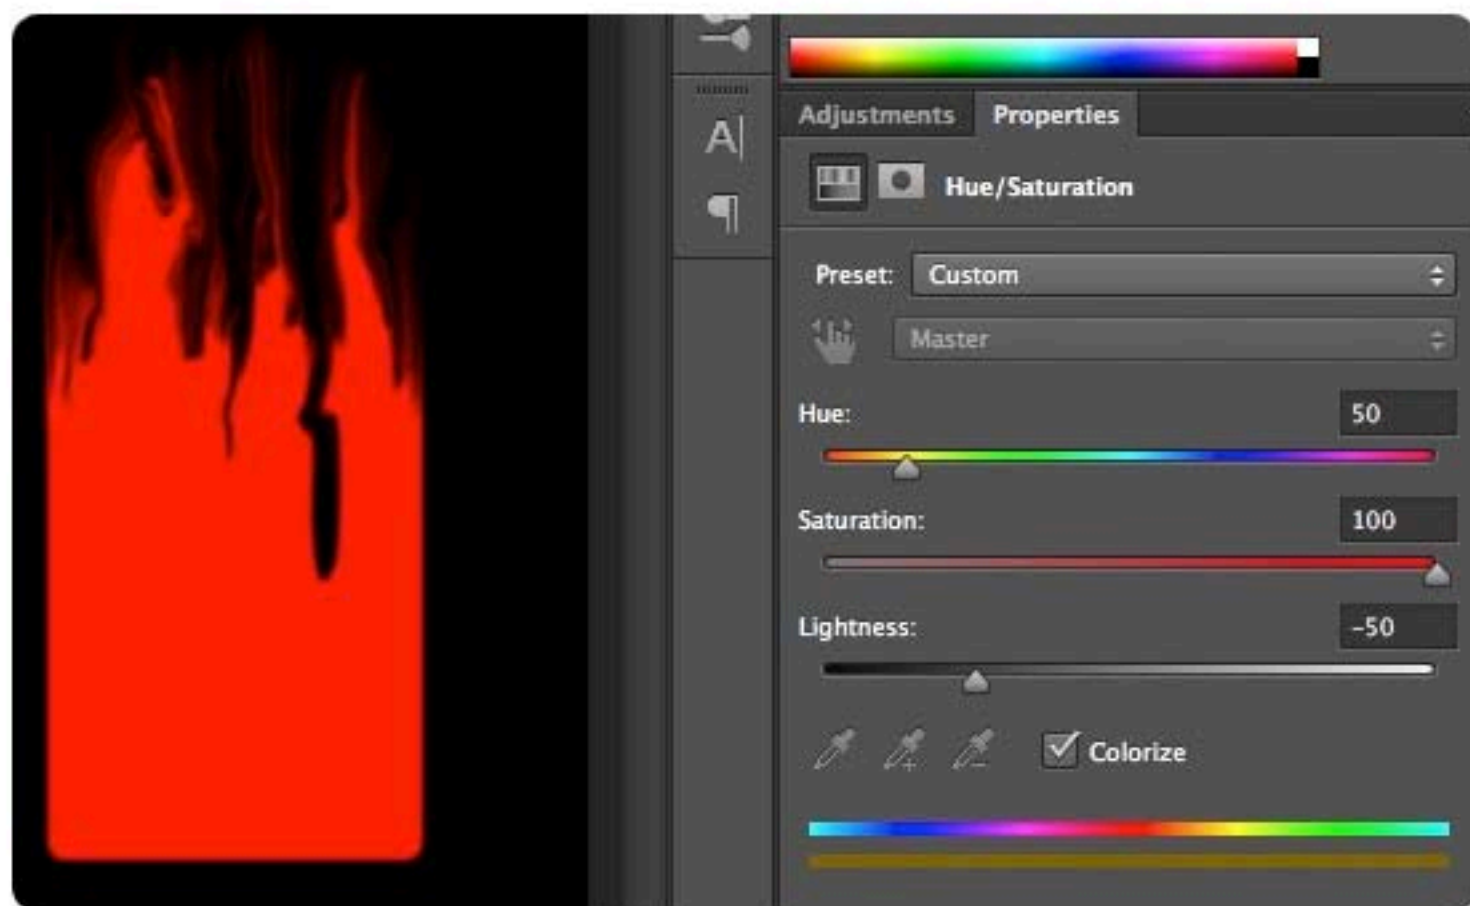 A
¶
Adjustments Properties
Hue/Saturation
Preset: Custom
Master
Hue: 50
Saturation: 100
Lightness: -50
Colorize